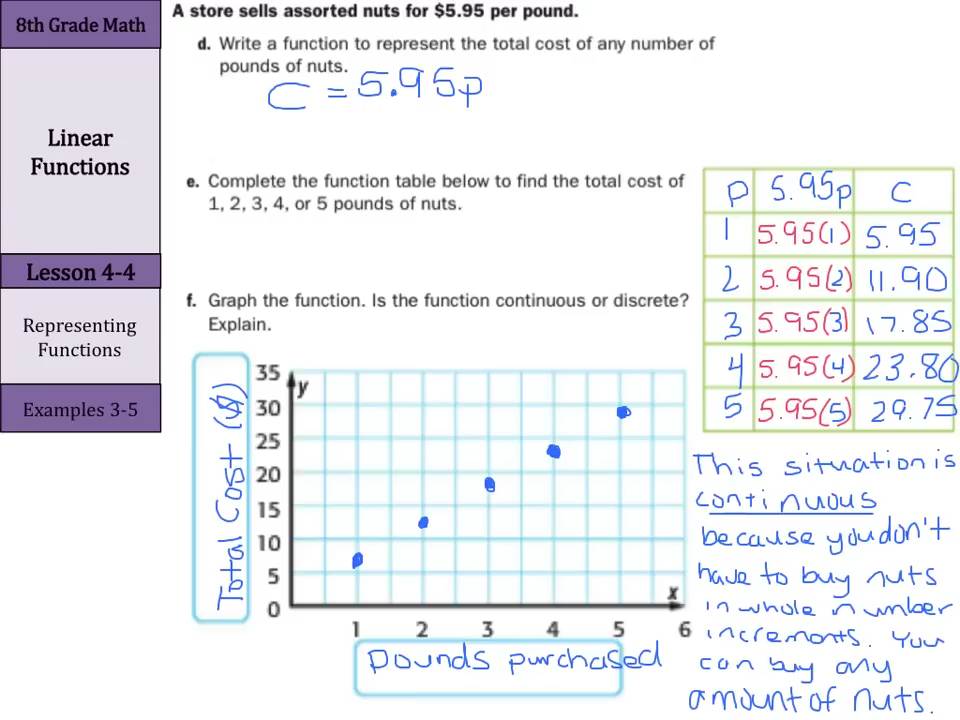 8th Grade Math
Linear
Functions
Lesson 4-4
Representing
Functions
Examples 3-5
A store sells assorted nuts for $5.95 per pound.
d. Write a function to represent the total cost of any number of
pounds of nuts.
C = 5.95p
e. Complete the function table below to find the total cost of
1, 2, 3, 4, or 5 pounds of nuts.
P 5.95p C
1 5.95(1) 5.95
2 5.95(2) 11.90
3 5.95(3) 17.85
4 5.95(4) 23.80
5 5.95(5) 29.75
f. Graph the function. Is the function continuous or discrete?
Explain.
Total Cost ($)
35
30
25
20
15
10
5
0
y
x
1 2 3 4 5 6
Pounds purchased
This situation is
continuous
because you don't
have to buy nuts
in whole number
increments. You
can buy any
amount of nuts.